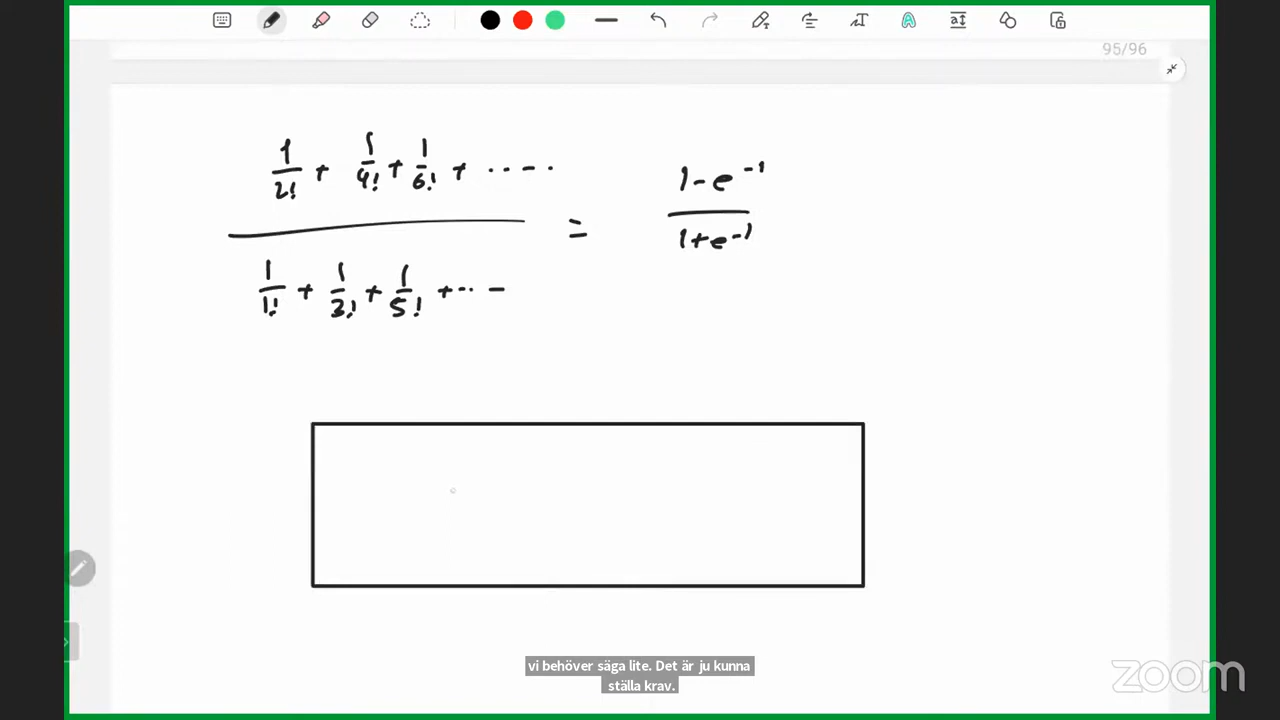 95/96
1/2! + 1/4! + 1/6! + ..... = 1-e^-1 / 1+e^-1
1/1! + 1/3! + 1/5! + ...
vi behöver säga lite. Det är ju kunna
ställa krav.
zoom